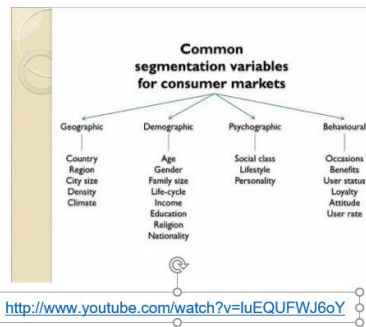 Common
segmentation variables
for consumer markets
Geographic
Country
Region
City size
Density
Climate
Demographic
Age
Gender
Family size
Life-cycle
Income
Education
Religion
Nationality
Psychographic
Social class
Lifestyle
Personality
Behavioural
Occasions
Benefits
User status
Loyalty
Attitude
User rate
http://www.youtube.com/watch?v=luEQUFWJ6oY